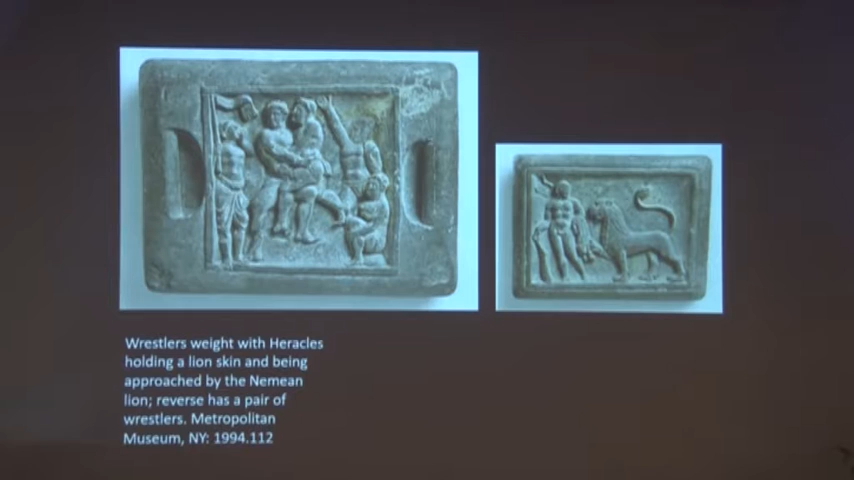 Wrestlers weight with Heracles
holding a lion skin and being
approached by the Nemean
lion; reverse has a pair of
wrestlers. Metropolitan
Museum, NY: 1994.112